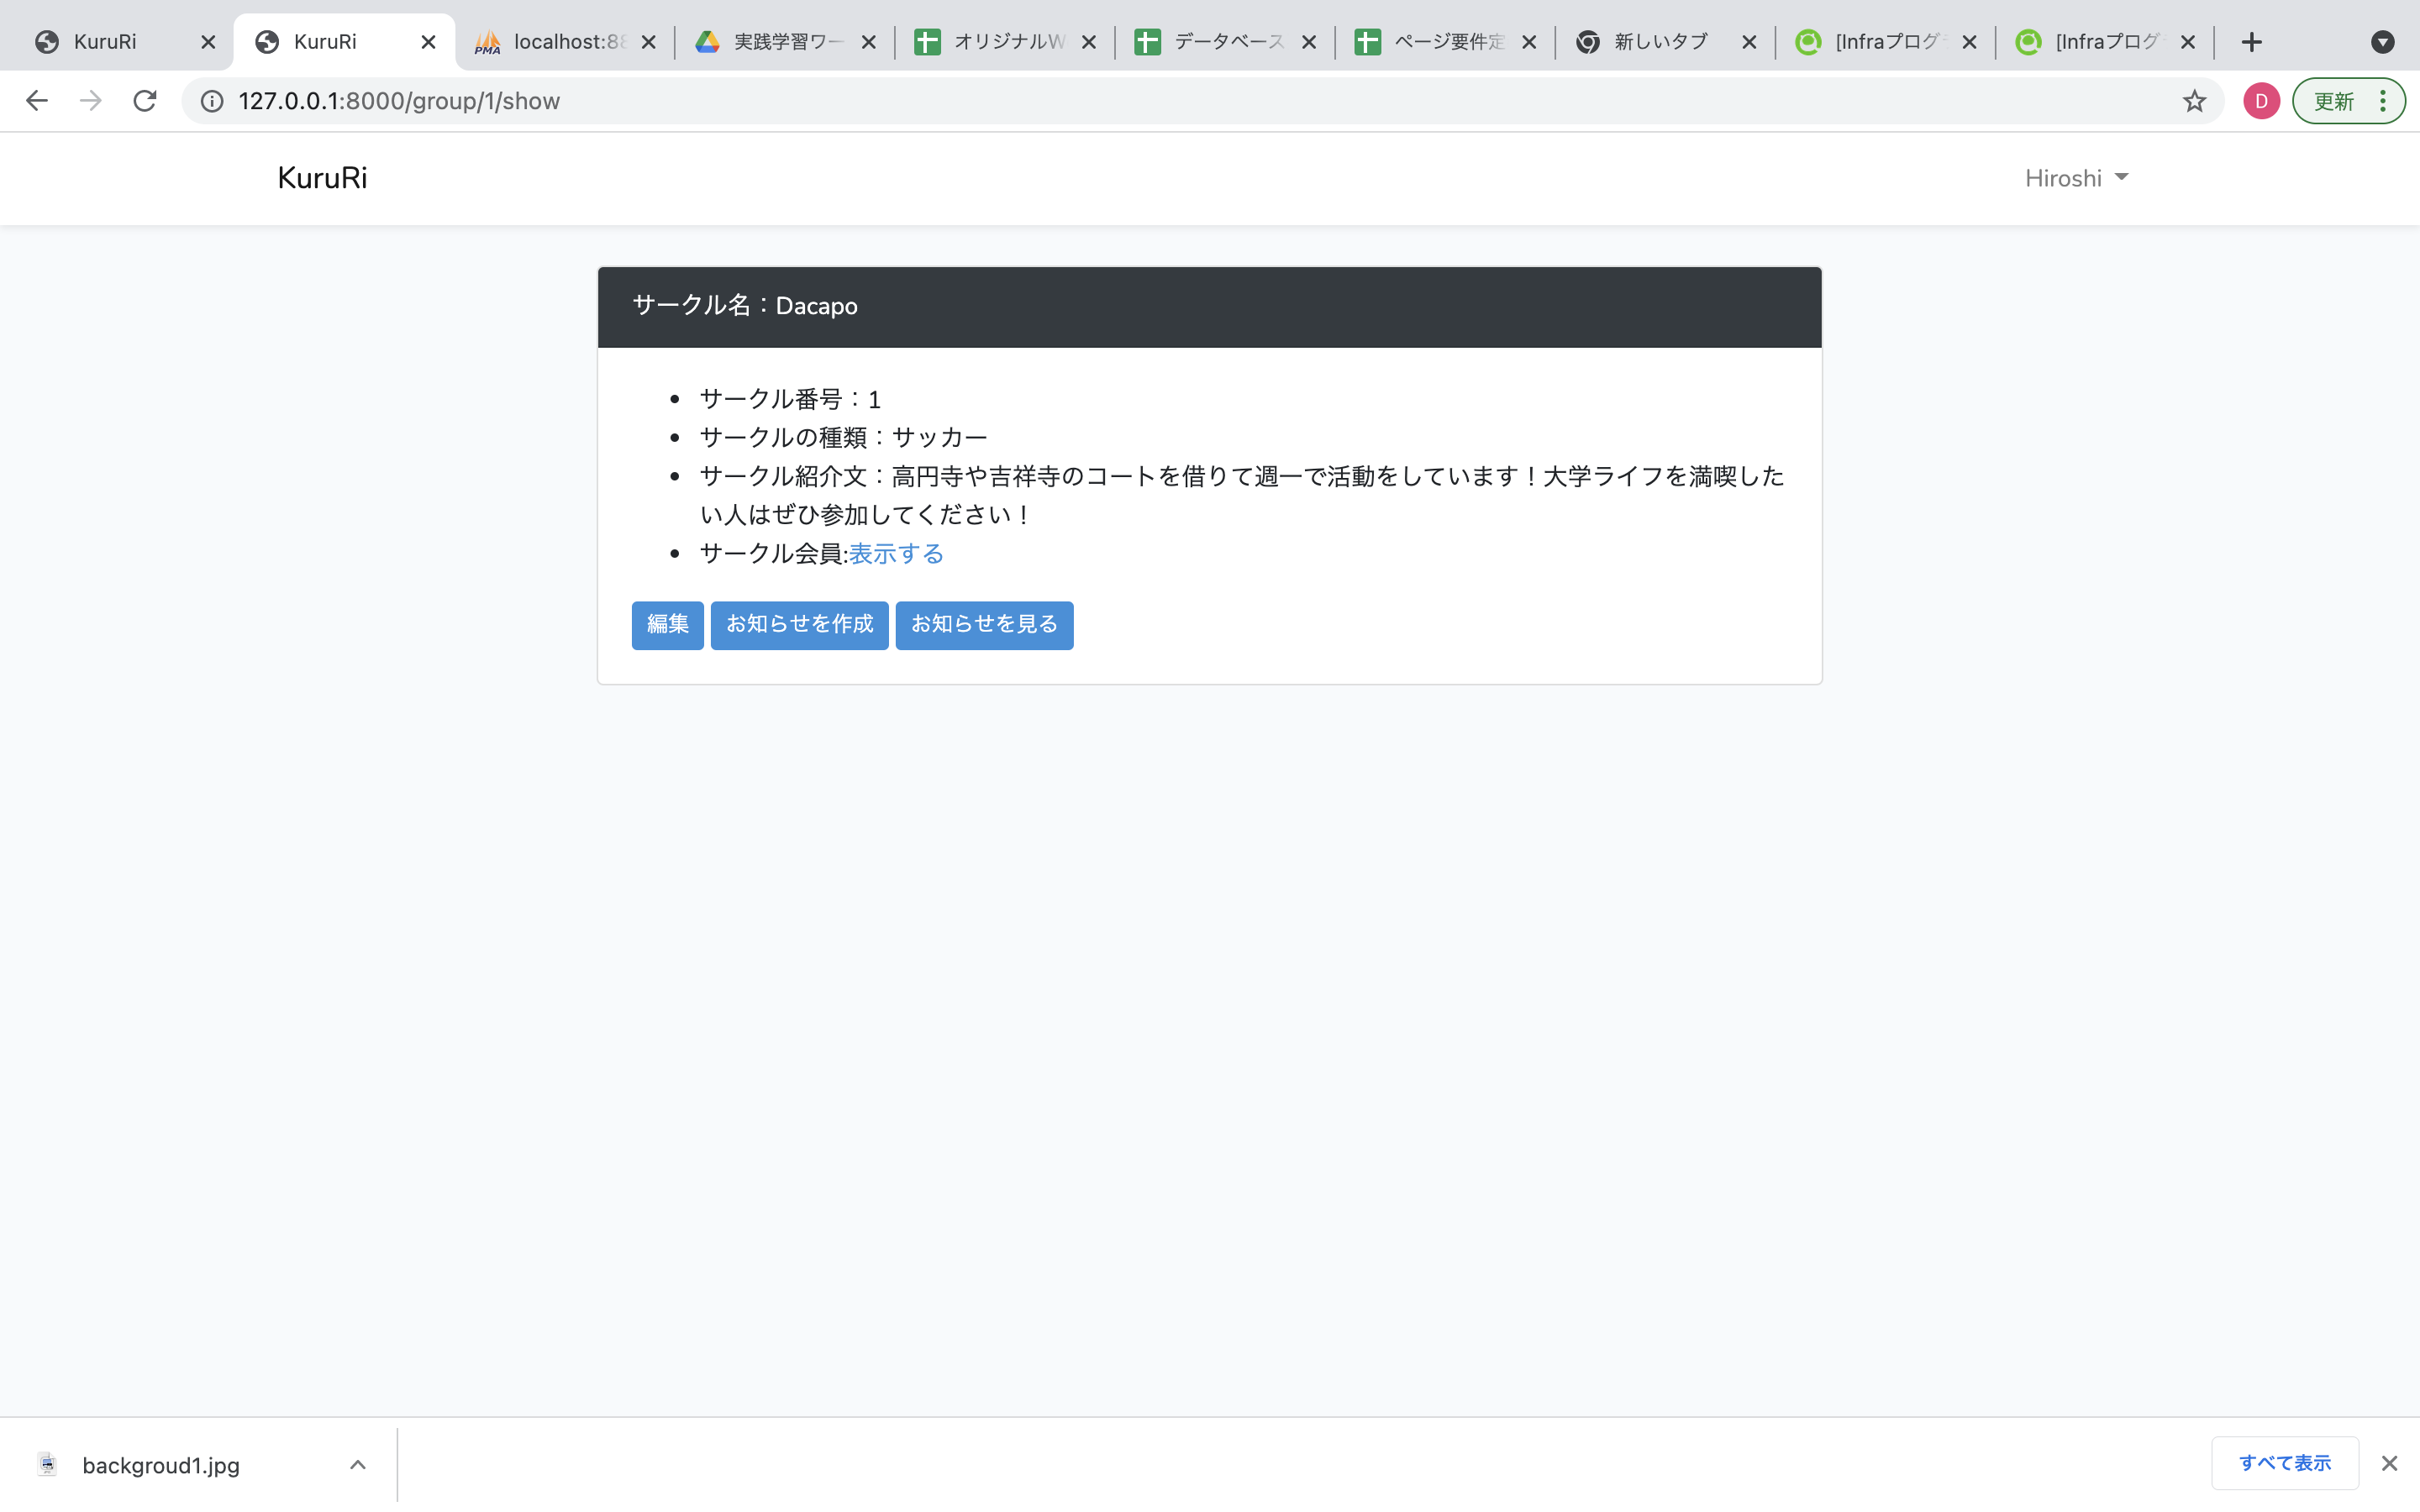 KuruRi
KuruRi
localhost:88
実践学習ワー
オリジナルW
データベース
ページ要件定
新しいタブ
[Infraプログ
[Infraプログ
127.0.0.1:8000/group/1/show
D
更新
KuruRi
Hiroshi
サークル名：Dacapo
サークル番号：1
サークルの種類：サッカー
サークル紹介文：高円寺や吉祥寺のコートを借りて週一で活動をしています！大学ライフを満喫した
い人はぜひ参加してください！
サークル会員:表示する
編集 お知らせを作成 お知らせを見る
backgroud1.jpg
すべて表示